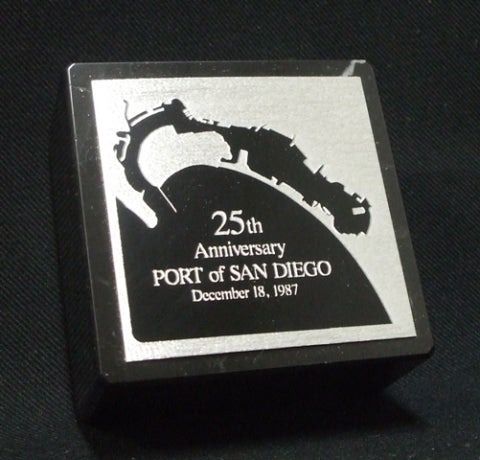 25th
Anniversary
PORT of SAN DIEGO
December 18, 1987